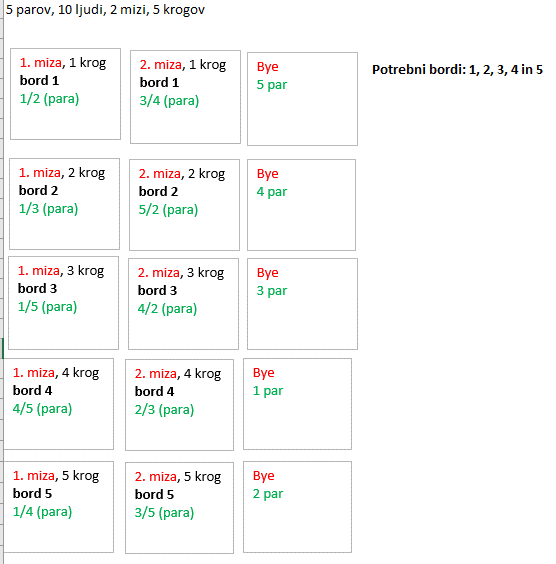 5 parov, 10 ljudi, 2 mizi, 5 krogov
1. miza, 1 krog
bord 1
1/2 (para)
2. miza, 1 krog
bord 1
3/4 (para)
Bye
5 par
Potrebni bordi: 1, 2, 3, 4 in 5
1. miza, 2 krog
bord 2
1/3 (para)
2. miza, 2 krog
bord 2
5/2 (para)
Bye
4 par
1. miza, 3 krog
bord 3
1/5 (para)
2. miza, 3 krog
bord 3
4/2 (para)
Bye
3 par
1. miza, 4 krog
bord 4
4/5 (para)
2. miza, 4 krog
bord 4
2/3 (para)
Bye
1 par
1. miza, 5 krog
bord 5
1/4 (para)
2. miza, 5 krog
bord 5
3/5 (para)
Bye
2 par